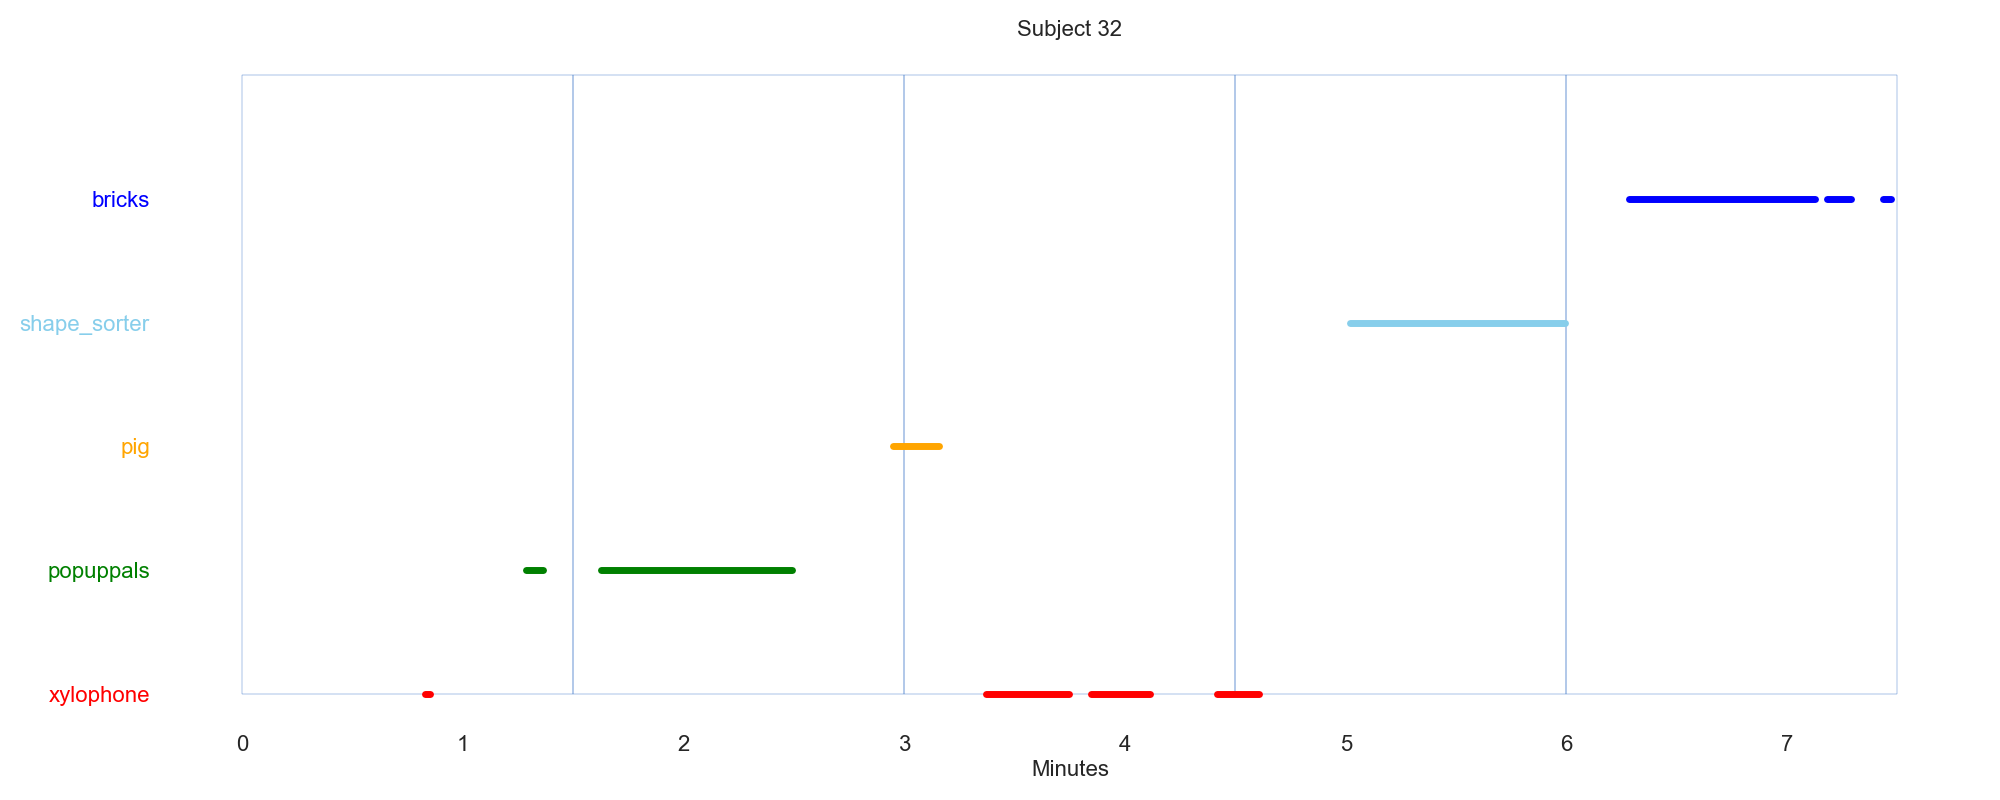 Subject 32
bricks
shape_sorter
pig
popuppals
xylophone
0 1 2 3 4 5 6 7
Minutes